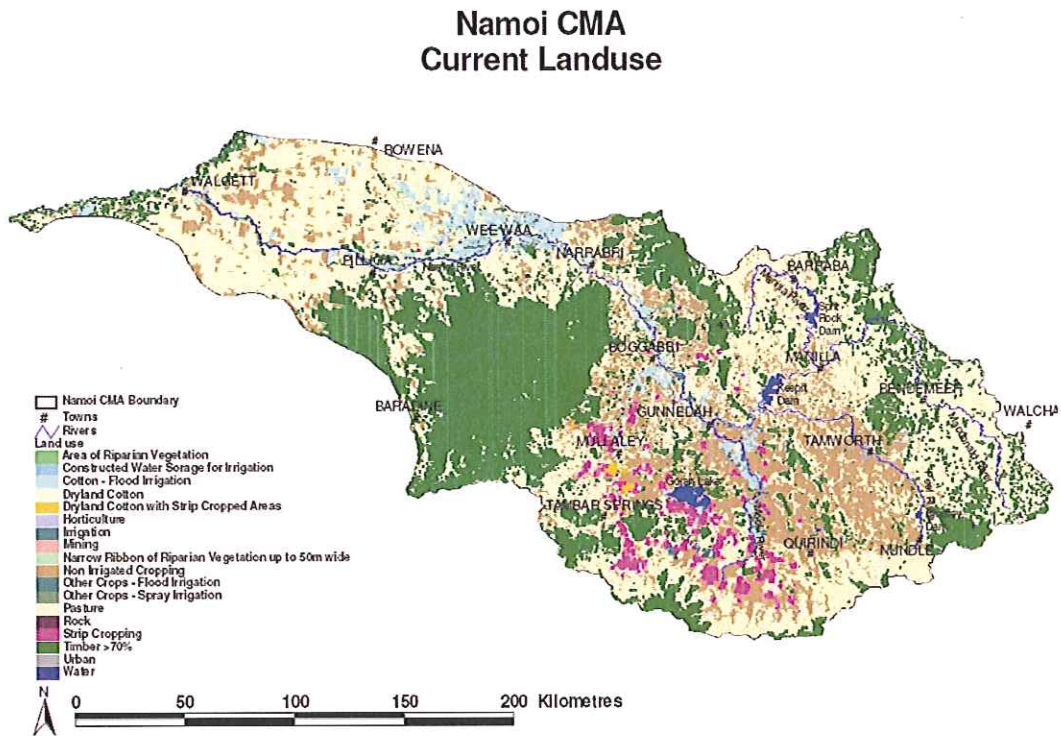 Namoi CMA
Current Landuse
# ROWENA
# WALGETT
WEE WAA
PILLIGA
NARRABRI
BARRABA
Split
Rock
Dam
BOGGABRI
MANILLA
Keepit
Dam
BENDEMEER
BARADINE
WALCHA
GUNNEDAH
MULLALEY
TAMWORTH
Goran Lake
TAMBAR SPRINGS
QUIRINDI
NUNDLE
Namoi CMA Boundary
# Towns
Rivers
Land use
Area of Riparian Vegetation
Constructed Water Sorage for Irrigation
Cotton - Flood Irrigation
Dryland Cotton
Dryland Cotton with Strip Cropped Areas
Horticulture
Irrigation
Mining
Narrow Ribbon of Riparian Vegetation up to 50m wide
Non Irrigated Cropping
Other Crops - Flood Irrigation
Other Crops - Spray Irrigation
Pasture
Rock
Strip Cropping
Timber >70%
Urban
Water
N
0 50 100 150 200 Kilometres